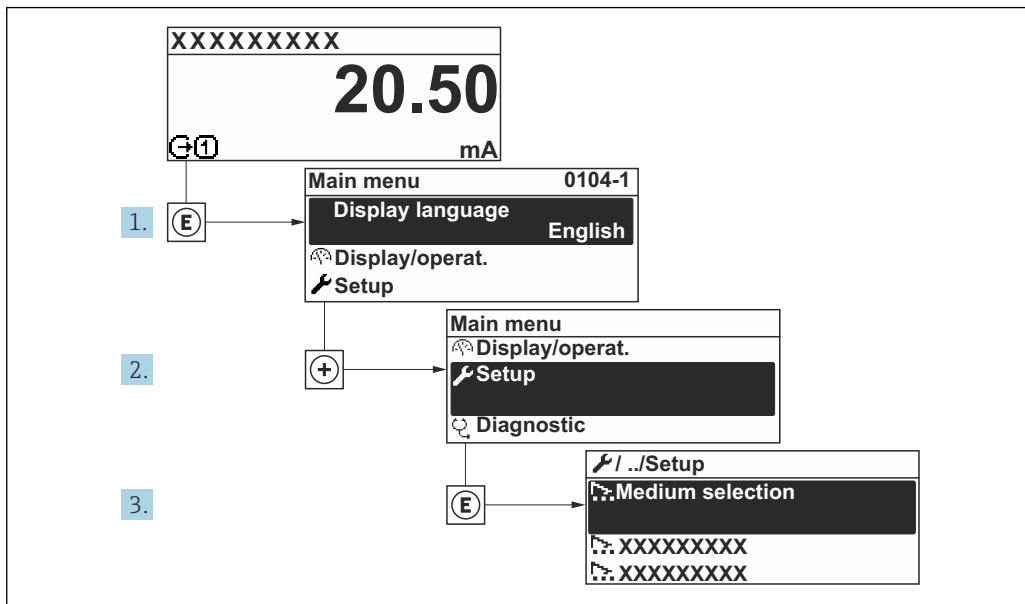 XXXXXXXXX
20.50
mA
1
1.
E
Main menu 0104-1
Display language
English
Display/operat.
Setup
2.
+
Main menu
Display/operat.
Setup
Diagnostic
3.
E
/ ../Setup
Medium selection
XXXXXXXXX
XXXXXXXXX